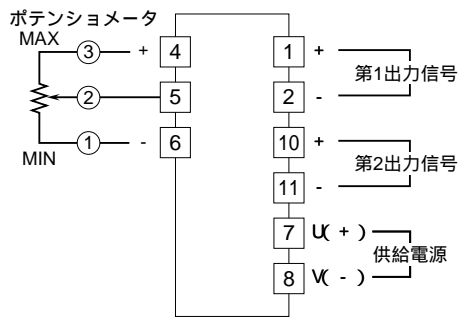 ポテンショメータ
MAX
3 + 4
2 5
1 - 6
MIN
1 +
第1出力信号
2 -
10 +
第2出力信号
11 -
7 U( + )
供給電源
8 V( - )